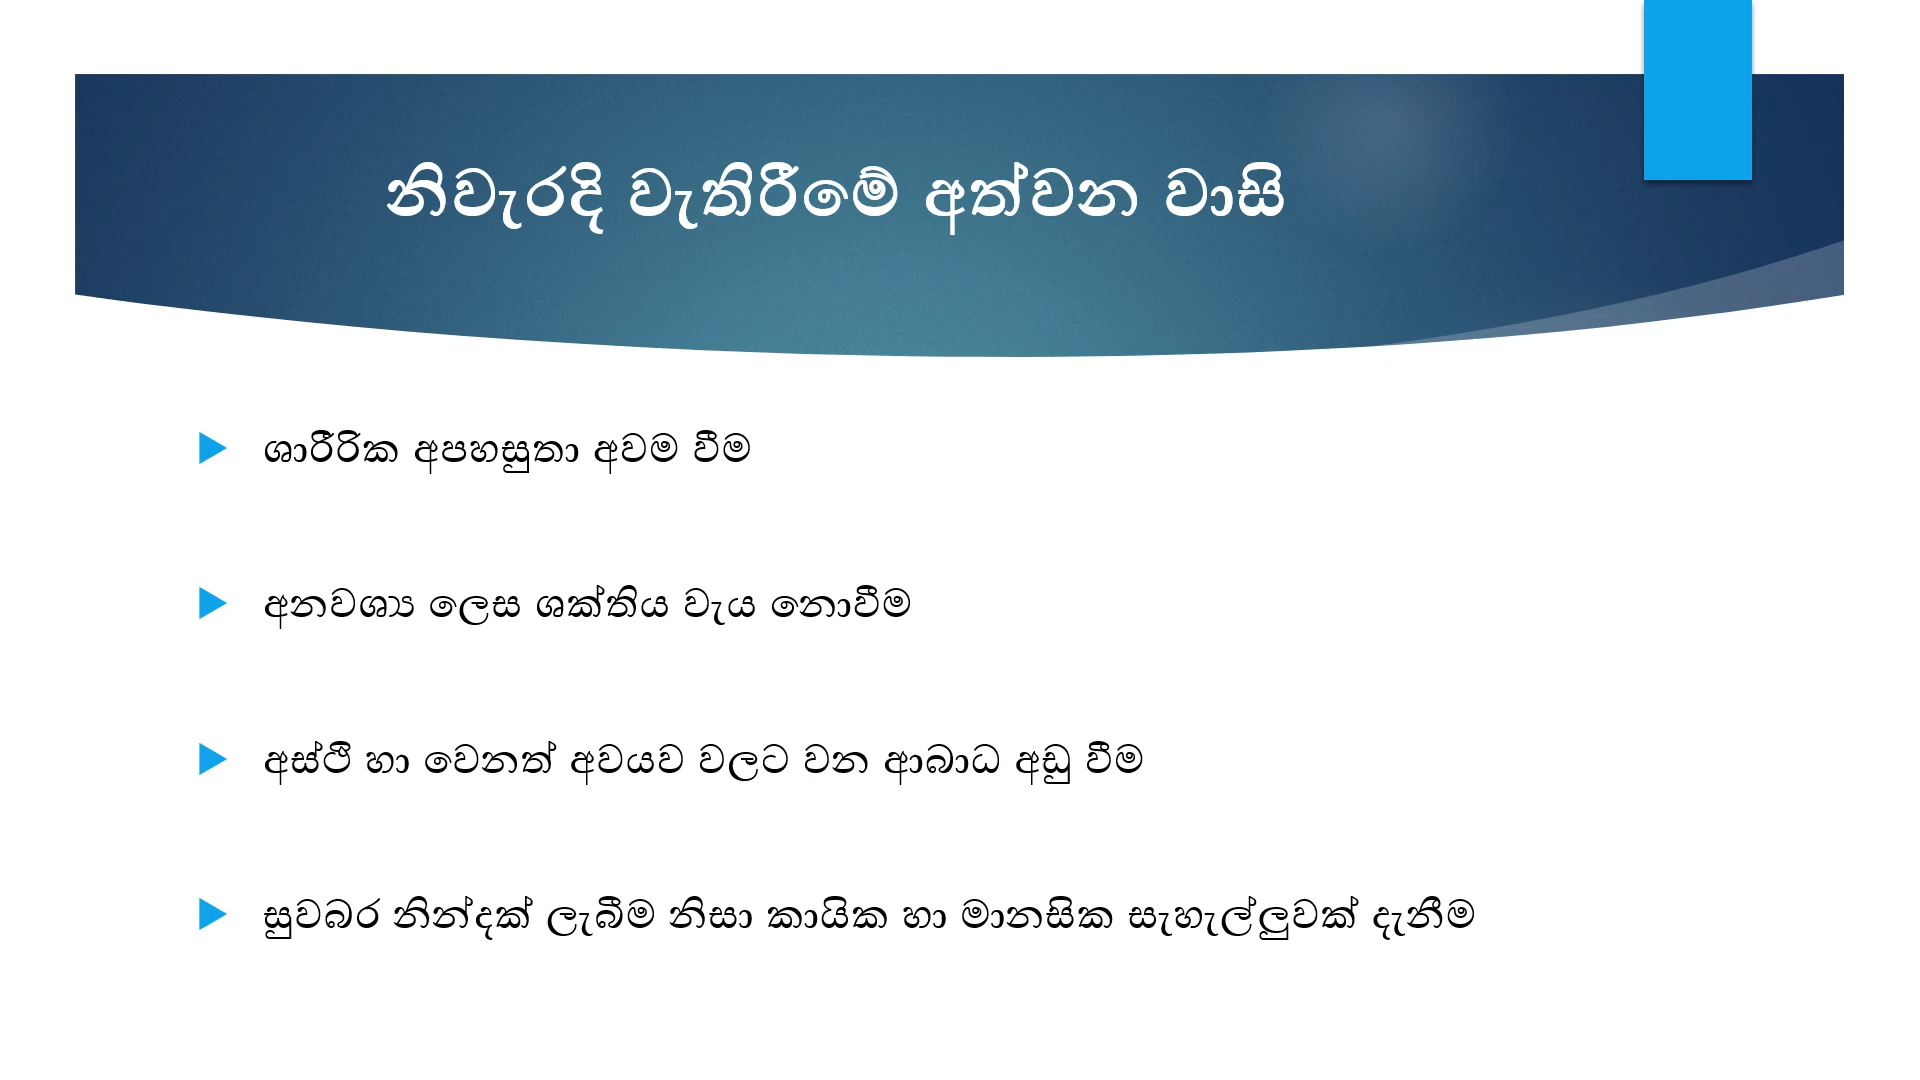 නිවැරදි වැතිරීමේ අත්වන වාසි
ශාරීරික අපහසුතා අවම වීම
අනවශ්‍ය ලෙස ශක්තිය වැය නොවීම
අස්ථි හා වෙනත් අවයව වලට වන ආබාධ අඩු වීම
සුවබර නින්දක් ලැබීම නිසා කායික හා මානසික සැහැල්ලුවක් දැනීම